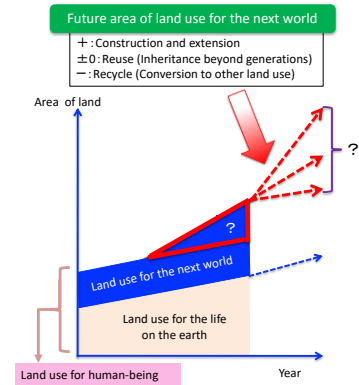 Future area of land use for the next world
＋：Construction and extension
±0：Reuse (Inheritance beyond generations)
－：Recycle (Conversion to other land use)
Area of land
?
?
Land use for the next world
Land use for the life
on the earth
Land use for human-being
Year